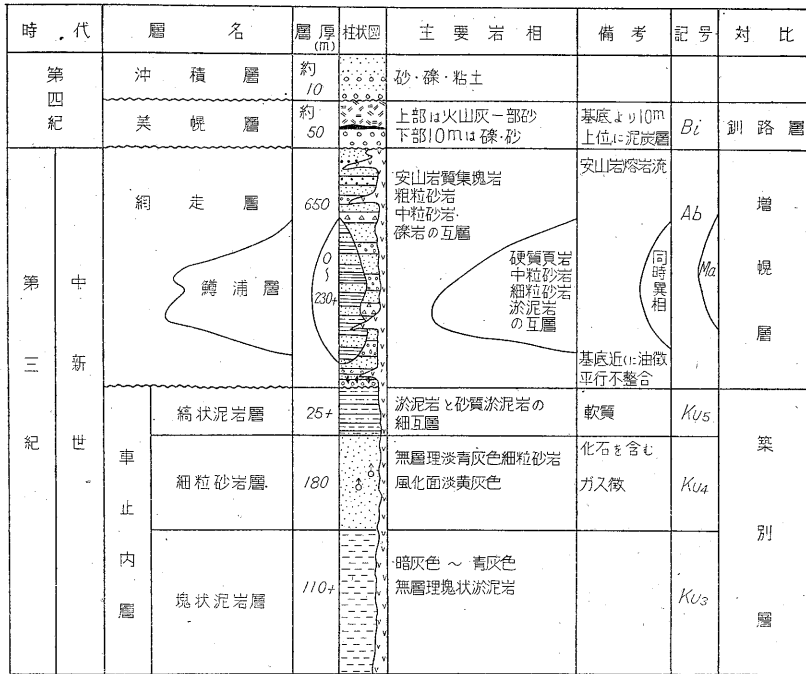 時代 層名 層厚(m) 柱状図 主要岩相 備考 記号 対比
第四紀
沖積層 約10 砂・礫・粘土
美幌層 約50 上部は火山灰一部砂 基底より10m Bi 釧路層
下部10mは礫・砂 上位に泥炭層
第三紀
中新世
網走層 650
安山岩質集塊岩
粗粒砂岩
中粒砂岩
礫岩の互層
安山岩熔岩流
Ab
増幌層
鱒浦層 0～230+
硬質頁岩
中粒砂岩
細粒砂岩
淤泥岩
の互層
同時異相
Ma
基底近に油徴
平行不整合
車止内層
縞状泥岩層 25+
淤泥岩と砂質淤泥岩の
細互層
軟質
Ku5
築別層
細粒砂岩層 180
無層理淡青灰色細粒砂岩
風化面淡黄灰色
化石を含む
ガス徴
Ku4
塊状泥岩層 110+
暗灰色 ～ 青灰色
無層理塊状淤泥岩
Ku3